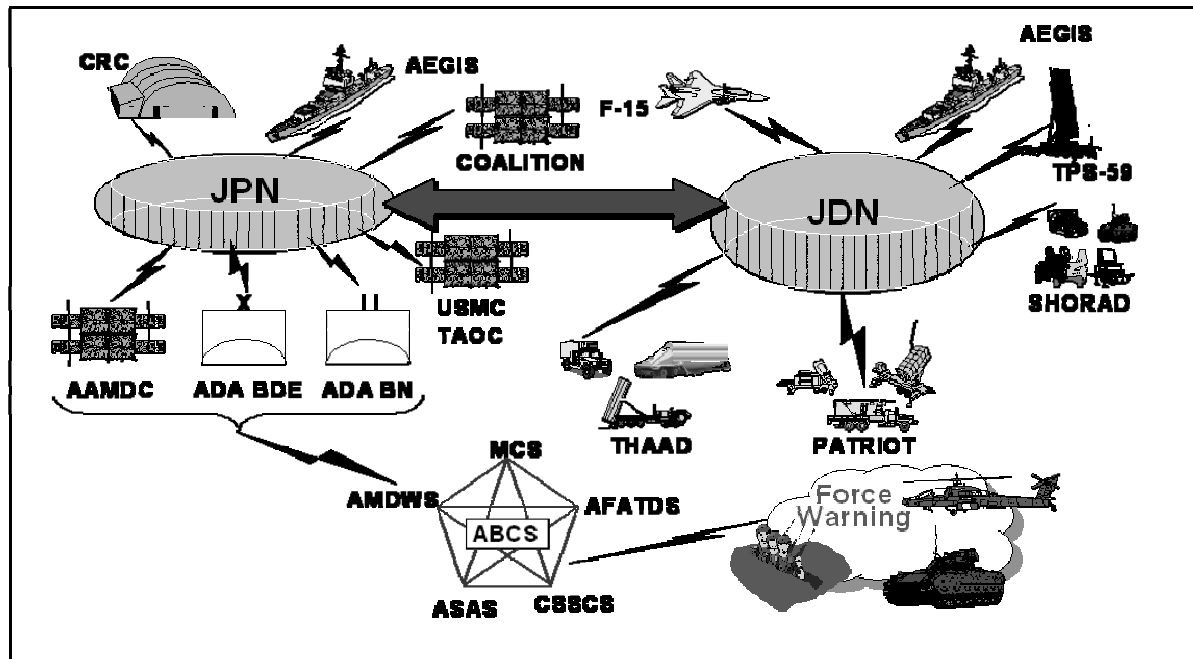 CRC
AEGIS
COALITION
F-15
AEGIS
TPS-59
JPN
JDN
SHORAD
USMC
TAOC
X
II
AAMDC
ADA BDE
ADA BN
THAAD
PATRIOT
MCS
AMDWS
AFATDS
ABCS
ASAS
CSSCS
Force
Warning